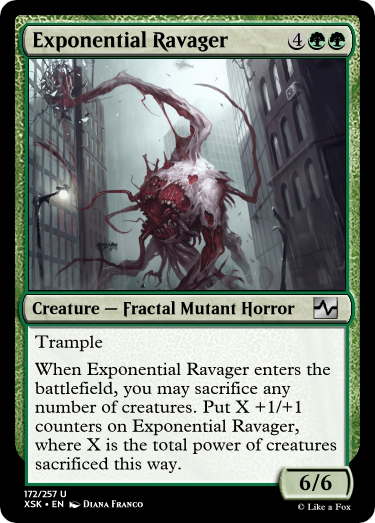 Exponential Ravager 4
Creature — Fractal Mutant Horror
Trample
When Exponential Ravager enters the
battlefield, you may sacrifice any
number of creatures. Put X +1/+1
counters on Exponential Ravager,
where X is the total power of creatures
sacrificed this way.
6/6
172/257 U
XSK • EN Diana Franco
© Like a Fox